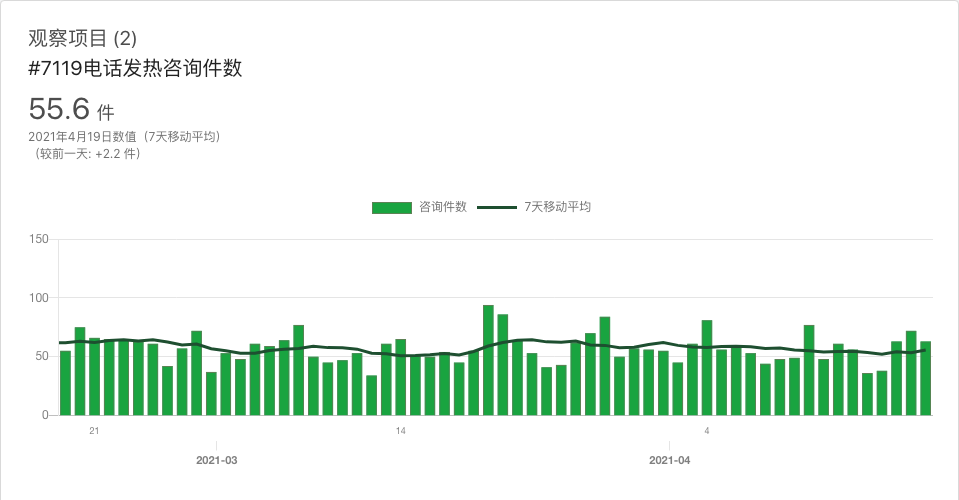 观察项目 (2)
#7119电话发热咨询件数
55.6 件
2021年4月19日数值（7天移动平均）
（较前一天: +2.2 件）
咨询件数 7天移动平均
150
100
50
0
21 14 4
2021-03 2021-04